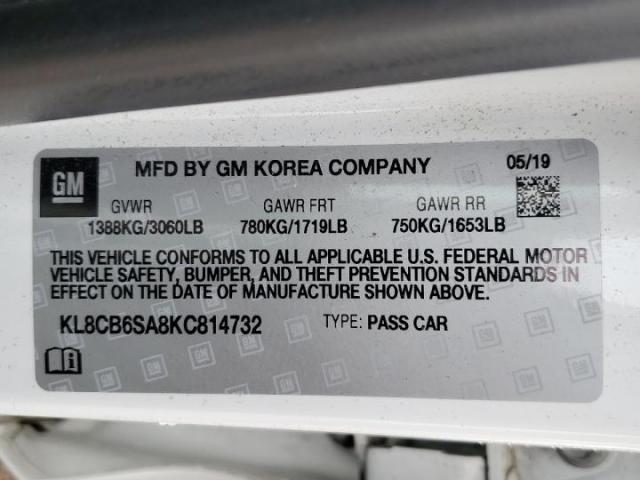 GM MFD BY GM KOREA COMPANY 05/19
GVWR GAWR FRT GAWR RR
1388KG/3060LB 780KG/1719LB 750KG/1653LB
THIS VEHICLE CONFORMS TO ALL APPLICABLE U.S. FEDERAL MOTOR
VEHICLE SAFETY, BUMPER, AND THEFT PREVENTION STANDARDS IN
EFFECT ON THE DATE OF MANUFACTURE SHOWN ABOVE.
KL8CB6SA8KC814732 TYPE: PASS CAR